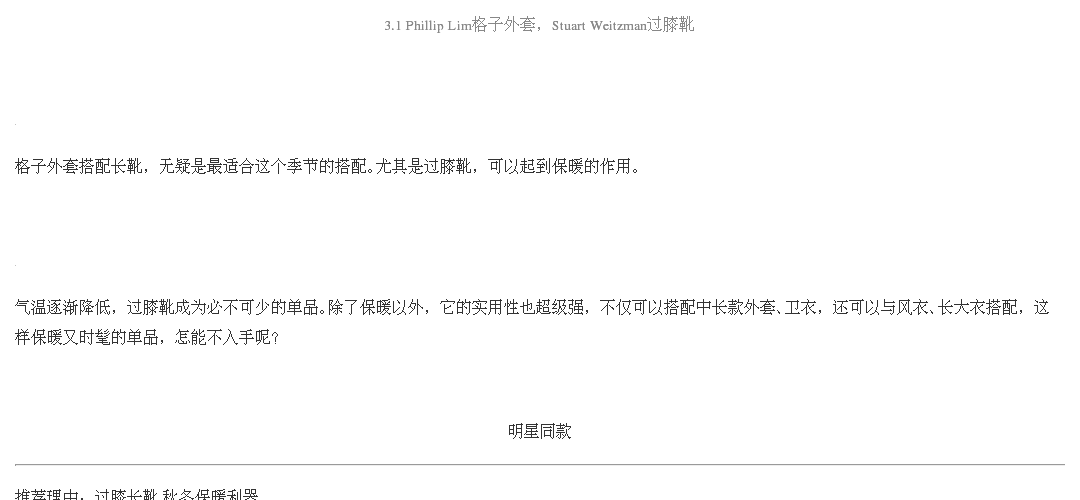 3.1 Phillip Lim格子外套，Stuart Weitzman过膝靴
格子外套搭配长靴，无疑是最适合这个季节的搭配。尤其是过膝靴，可以起到保暖的作用。
气温逐渐降低，过膝靴成为必不可少的单品。除了保暖以外，它的实用性也超级强，不仅可以搭配中长款外套、卫衣，还可以与风衣、长大衣搭配，这
样保暖又时髦的单品，怎能不入手呢?
明星同款
推荐理由：过膝长靴 秋冬保暖利器